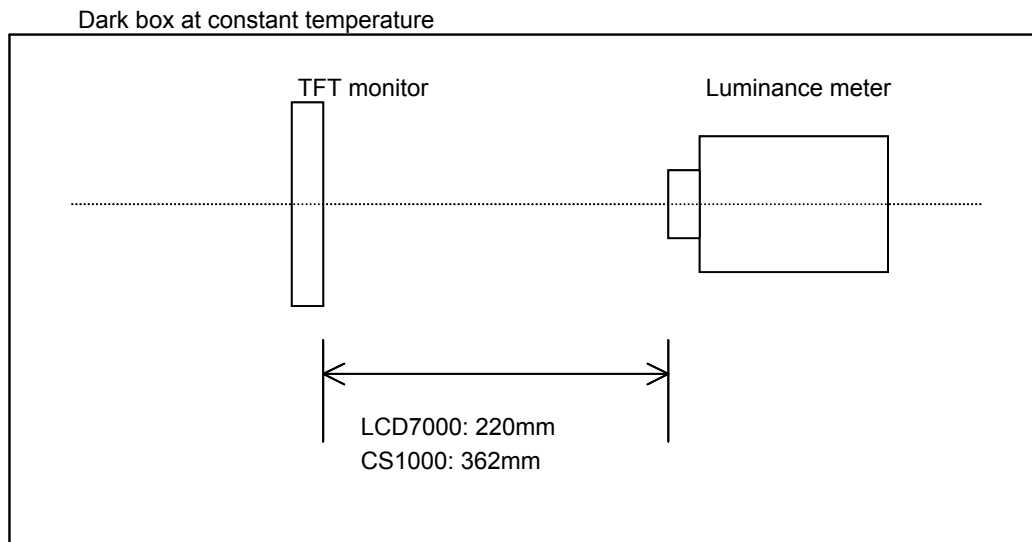 Dark box at constant temperature
TFT monitor
Luminance meter
LCD7000: 220mm
CS1000: 362mm